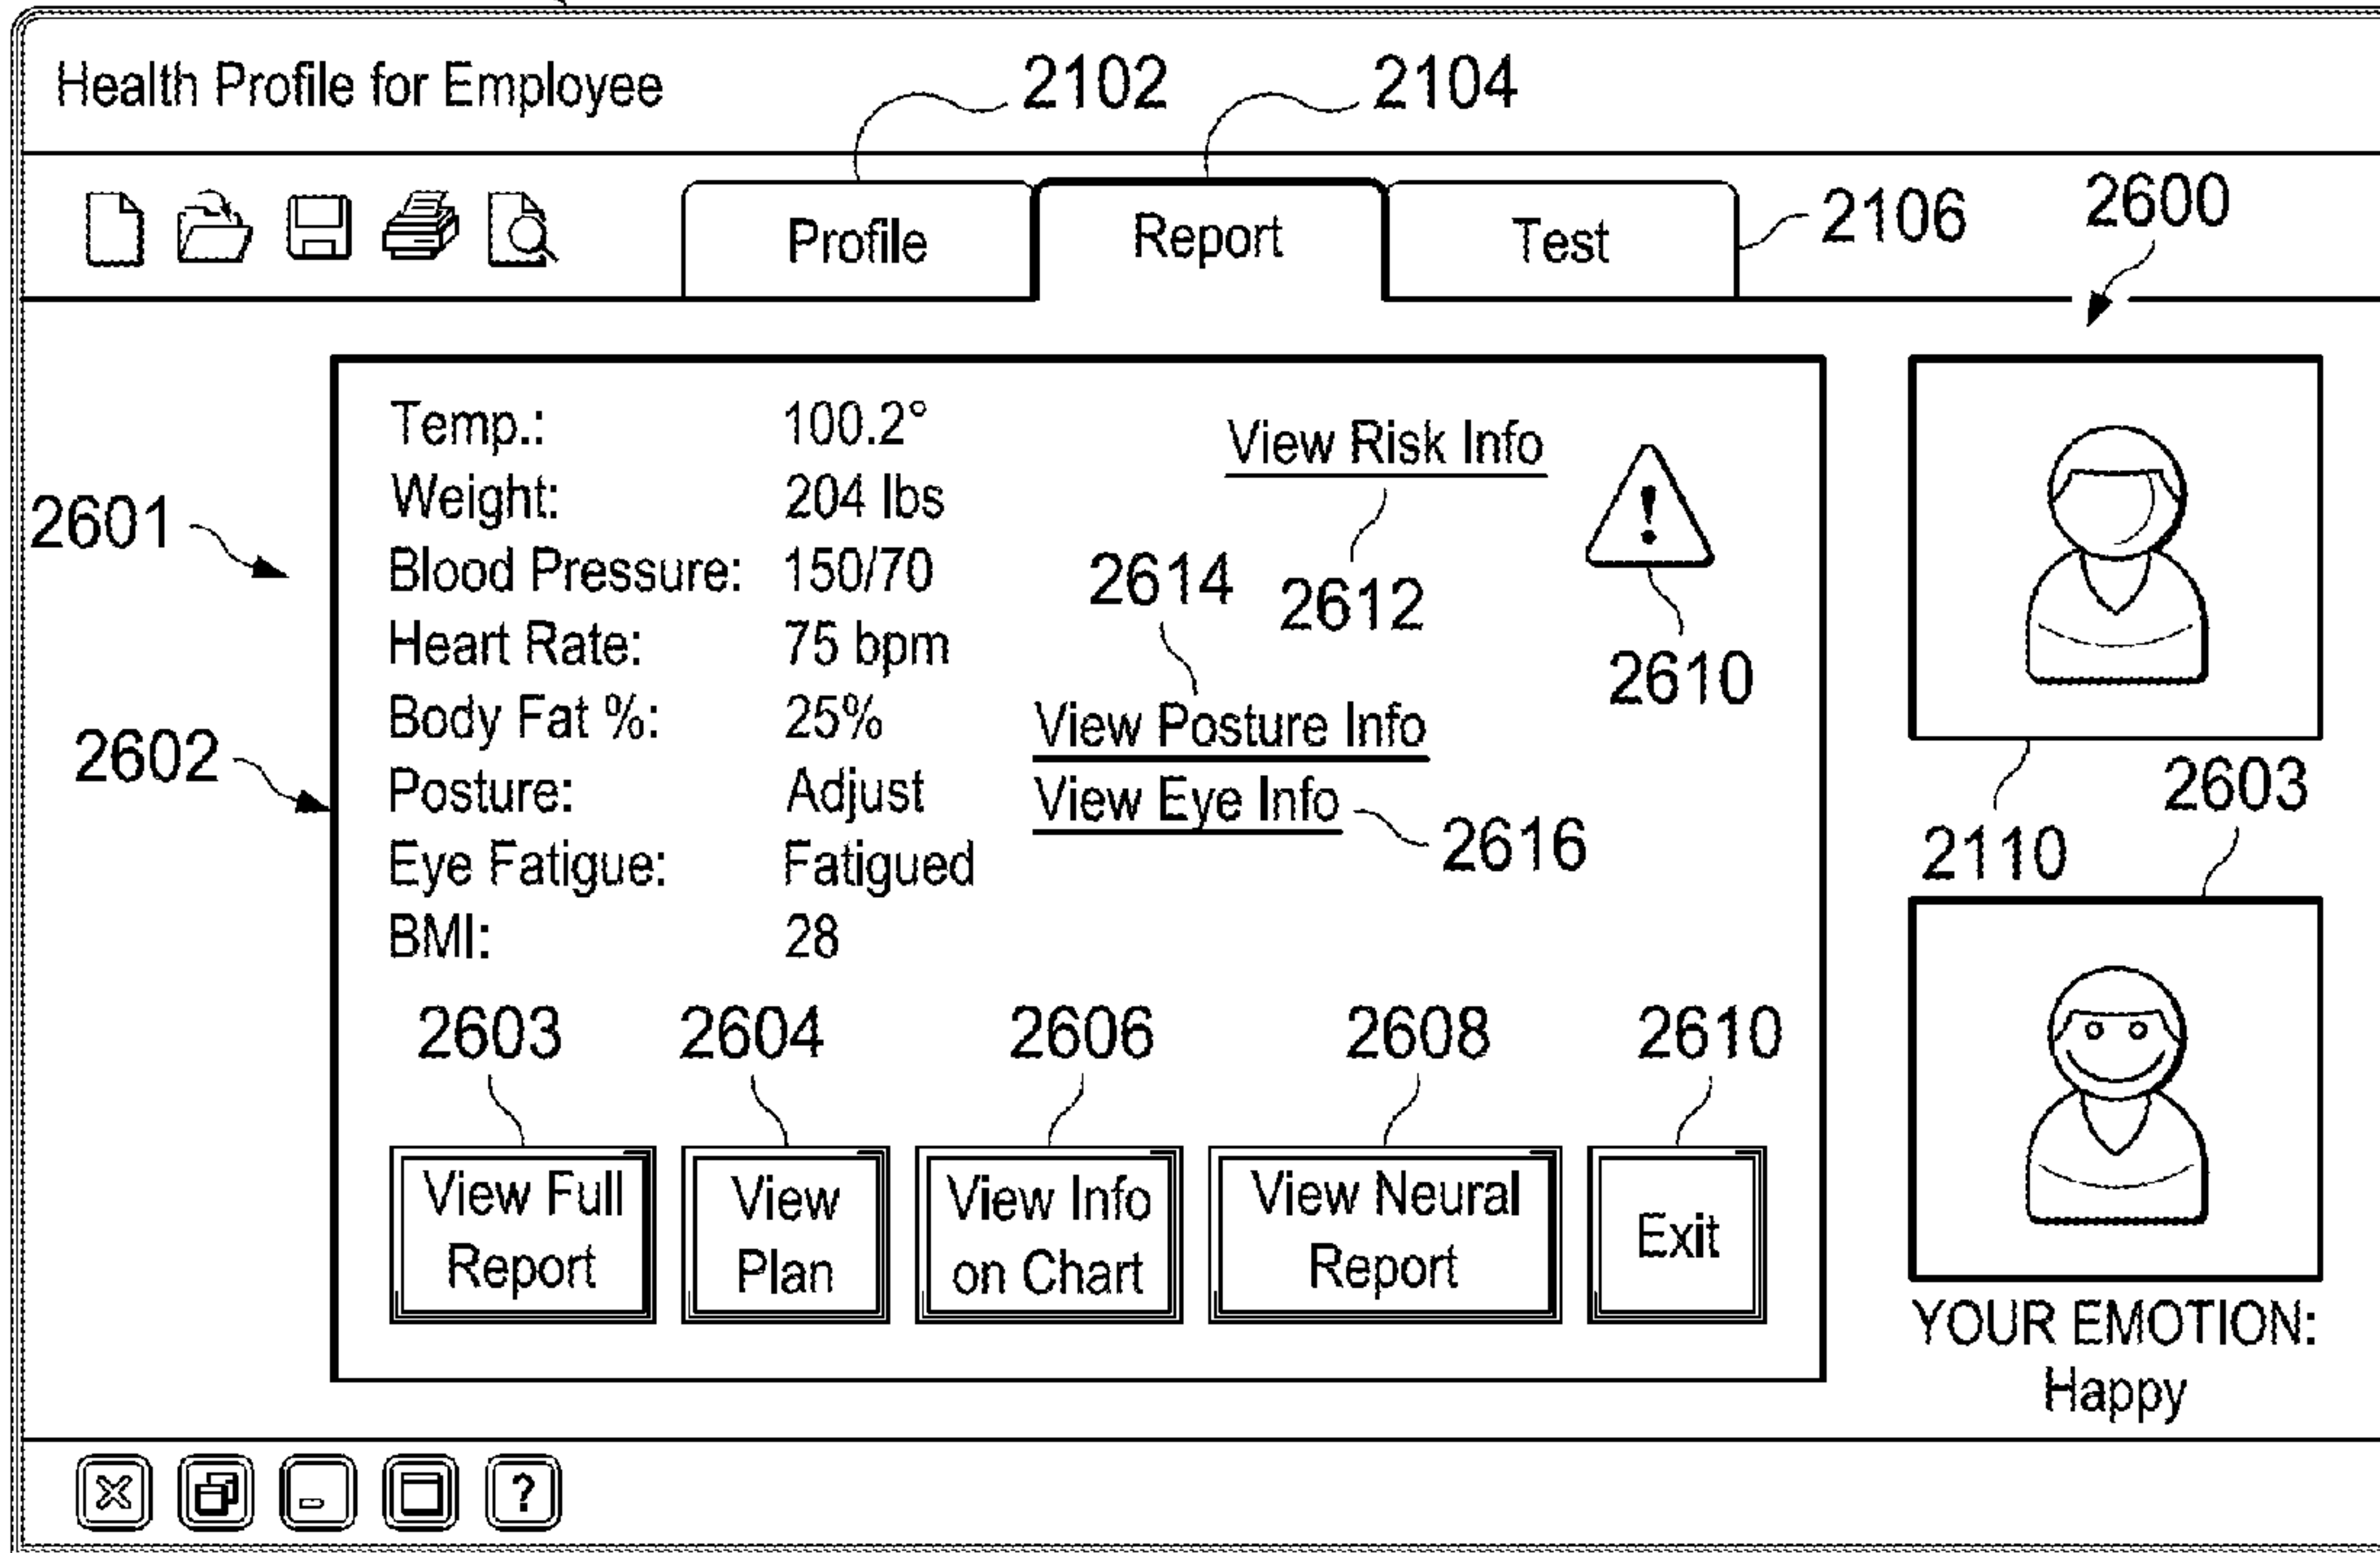 Health Profile for Employee
2102
2104
Profile
Report
Test
2106
2600
Temp.: 100.2°
View Risk Info
Weight: 204 lbs
2601
Blood Pressure: 150/70
2614
2612
Heart Rate: 75 bpm
2610
Body Fat %: 25%
View Posture Info
2602
Posture: Adjust
View Eye Info
2616
2603
2110
Eye Fatigue: Fatigued
BMI: 28
2603
2604
2606
2608
2610
View Full
Report
View
Plan
View Info
on Chart
View Neural
Report
Exit
YOUR EMOTION:
Happy
?